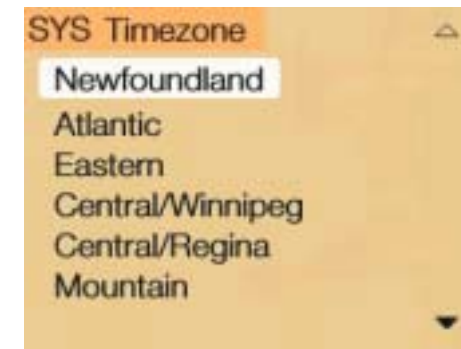 SYS Timezone
Newfoundland
Atlantic
Eastern
Central/Winnipeg
Central/Regina
Mountain